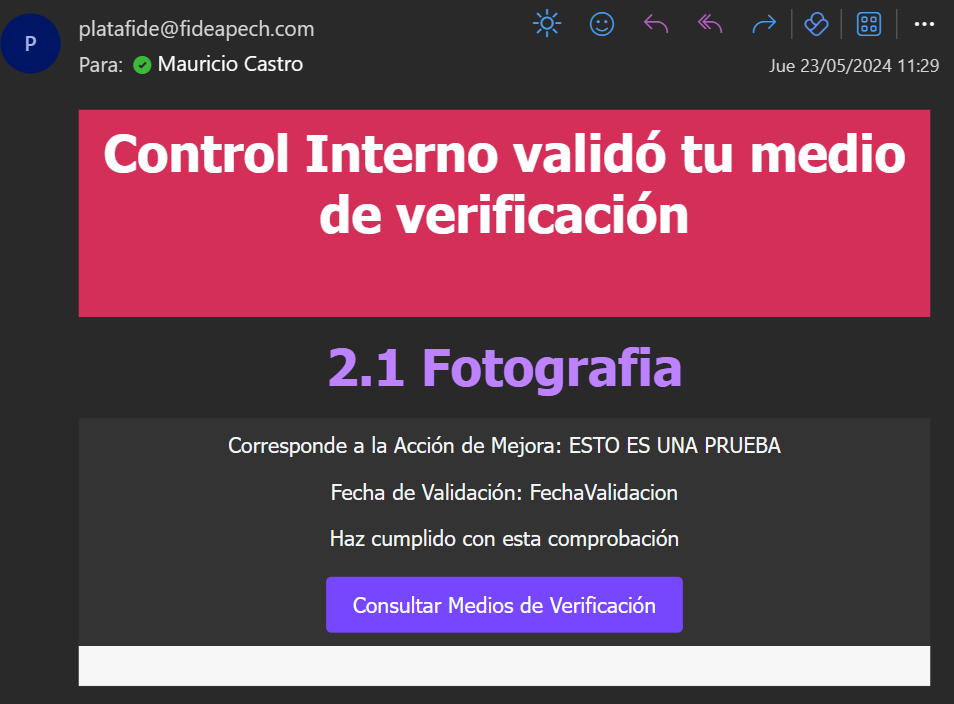 P
platafide@fideapech.com
Para: Mauricio Castro
Jue 23/05/2024 11:29
Control Interno validó tu medio
de verificación
2.1 Fotografia
Corresponde a la Acción de Mejora: ESTO ES UNA PRUEBA
Fecha de Validación: FechaValidacion
Haz cumplido con esta comprobación
Consultar Medios de Verificación